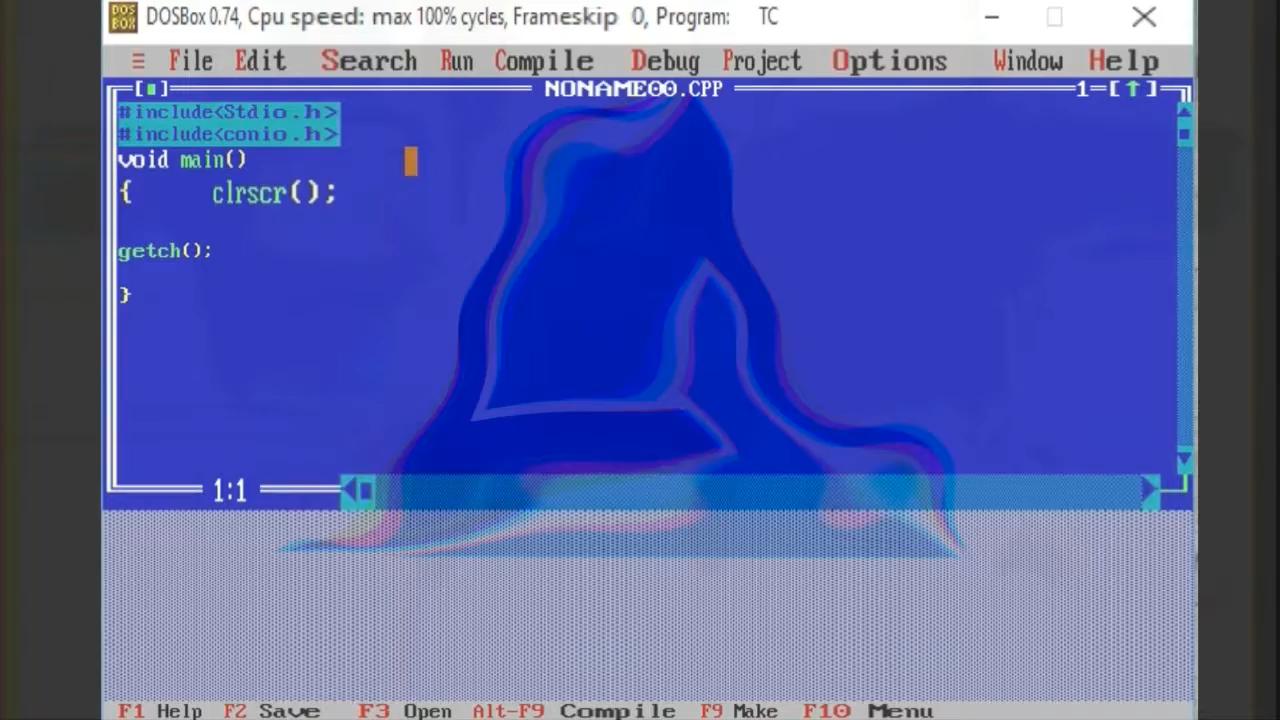 DOS BOX DOSBox 0.74, Cpu speed: max 100% cycles, Frameskip 0, Program: TC
≡ File Edit Search Run Compile Debug Project Options Window Help
[■] NONAME00.CPP 1=[↑]
#include<Stdio.h>
#include<conio.h>
void main()
{ clrscr();
getch();
}
1:1
F1 Help F2 Save F3 Open Alt-F9 Compile F9 Make F10 Menu